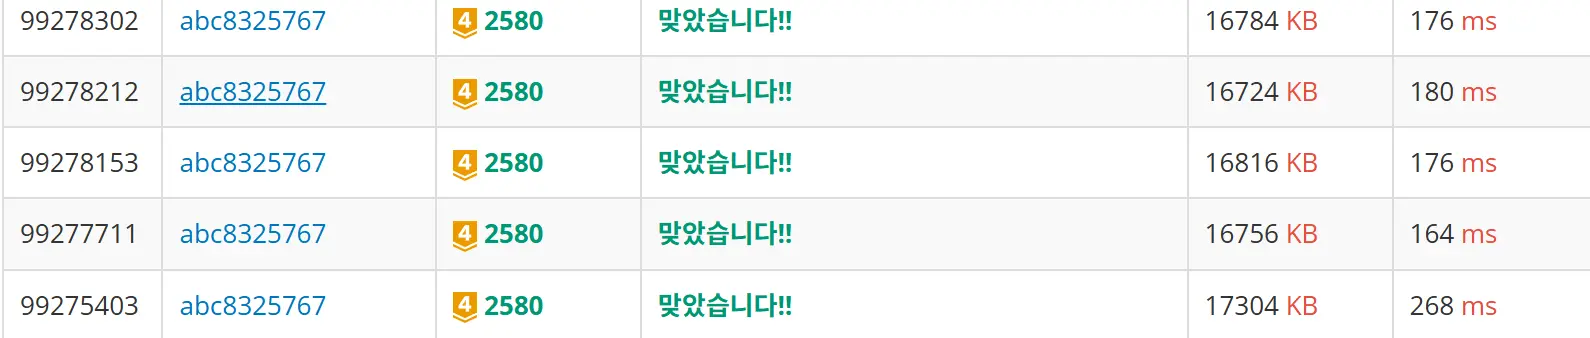 99278302 abc8325767 4 2580 맞았습니다!! 16784 KB 176 ms
99278212 abc8325767 4 2580 맞았습니다!! 16724 KB 180 ms
99278153 abc8325767 4 2580 맞았습니다!! 16816 KB 176 ms
99277711 abc8325767 4 2580 맞았습니다!! 16756 KB 164 ms
99275403 abc8325767 4 2580 맞았습니다!! 17304 KB 268 ms